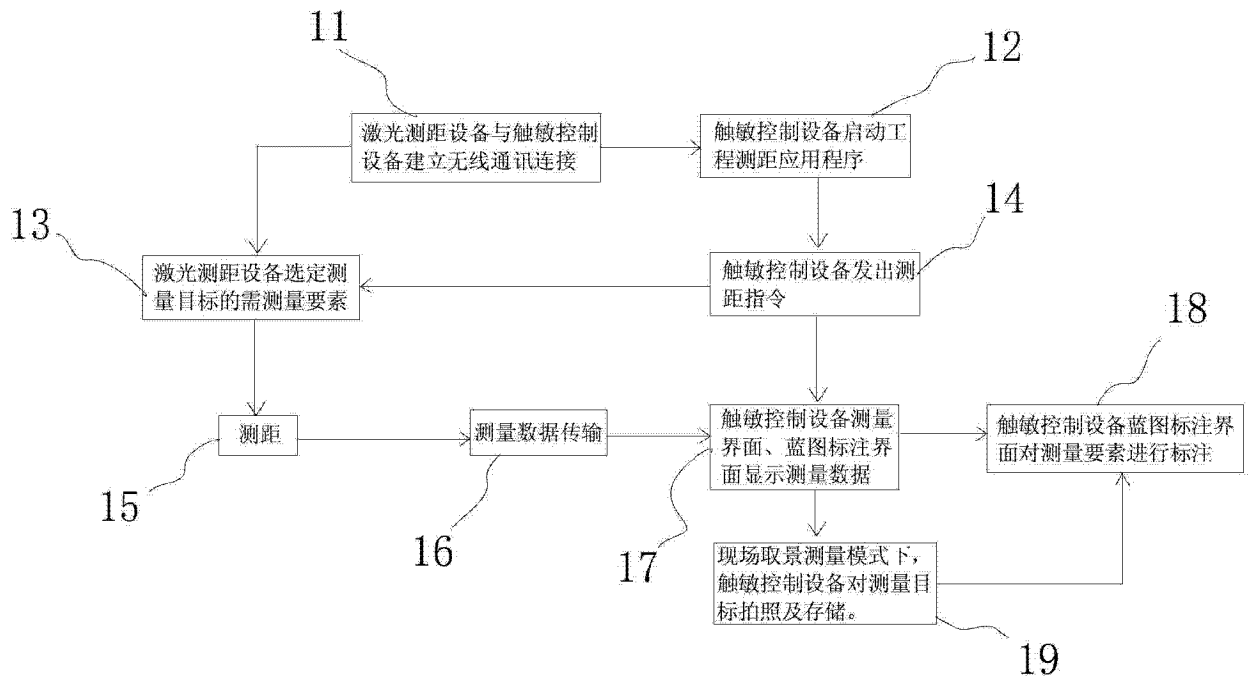 11
12
激光测距设备与触敏控制
设备建立无线通讯连接
触敏控制设备启动工
程测距应用程序
13
14
激光测距设备选定测
量目标的需测量要素
触敏控制设备发出测
距指令
18
测距
测量数据传输
触敏控制设备测量
界面、蓝图标注界
面显示测量数据
触敏控制设备蓝图标注界
面对测量要素进行标注
15
16
17
现场取景测量模式下，
触敏控制设备对测量目
标拍照及存储。
19